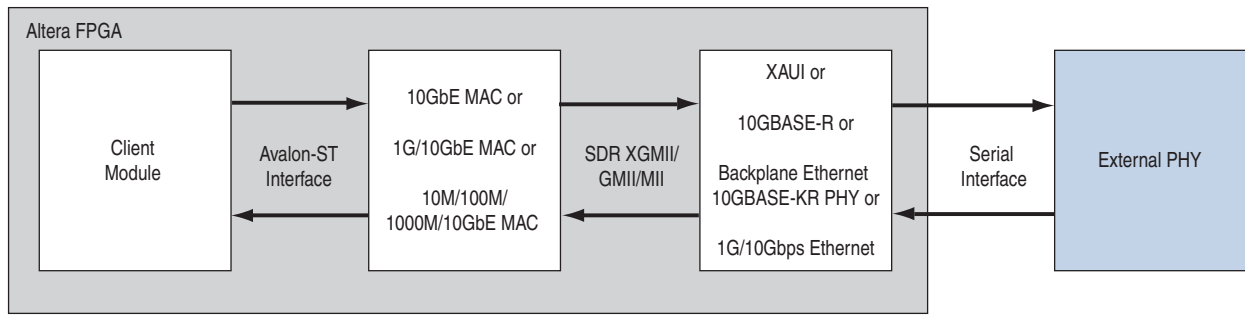 Altera FPGA
Client
Module
Avalon-ST
Interface
10GbE MAC or
1G/10GbE MAC or
10M/100M/
1000M/10GbE MAC
SDR XGMII/
GMII/MII
XAUI or
10GBASE-R or
Backplane Ethernet
10GBASE-KR PHY or
1G/10Gbps Ethernet
Serial
Interface
External PHY